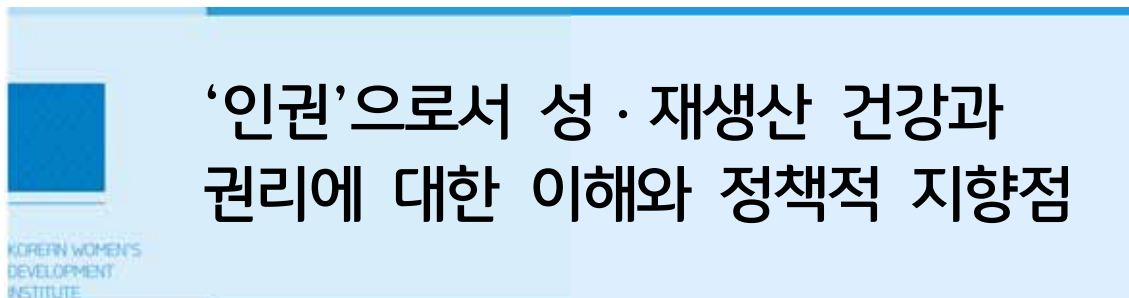 ‘인권’으로서 성·재생산 건강과
권리에 대한 이해와 정책적 지향점
KOREAN WOMEN'S
DEVELOPMENT
INSTITUTE